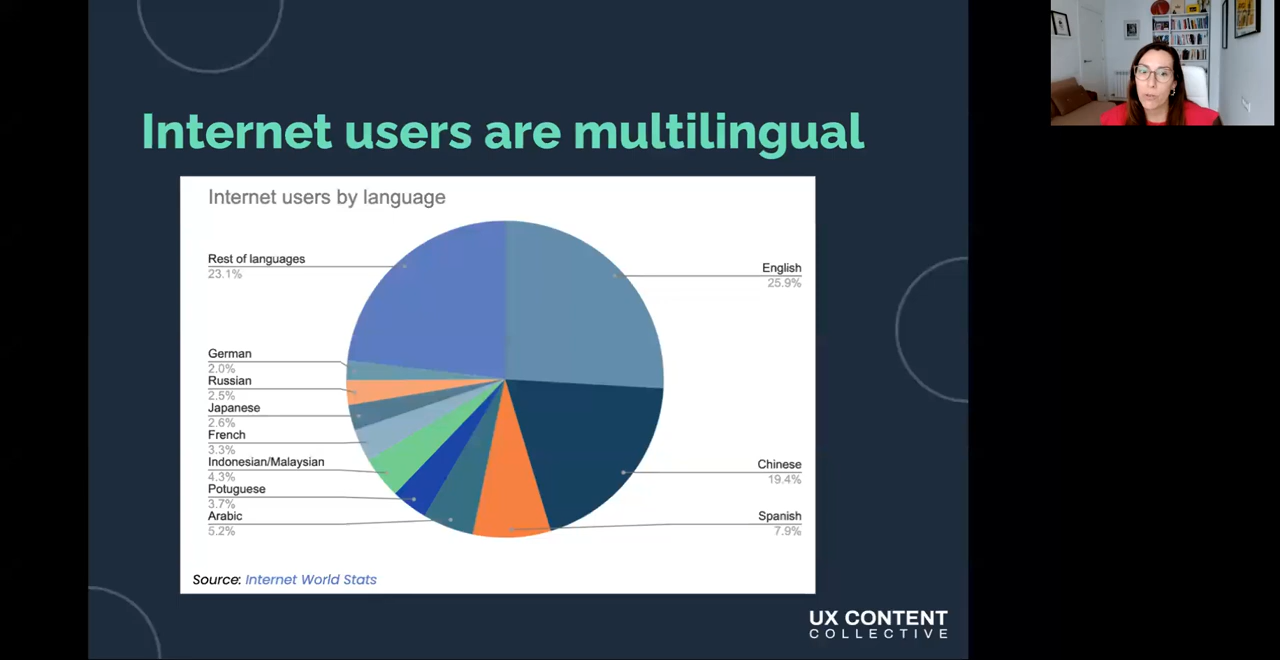 Internet users are multilingual
Internet users by language
Rest of languages
23.1%
English
25.9%
German
2.0%
Russian
2.5%
Japanese
2.6%
French
3.3%
Indonesian/Malaysian
4.3%
Potuguese
3.7%
Arabic
5.2%
Chinese
19.4%
Spanish
7.9%
Source: Internet World Stats
UX CONTENT
COLLECTIVE